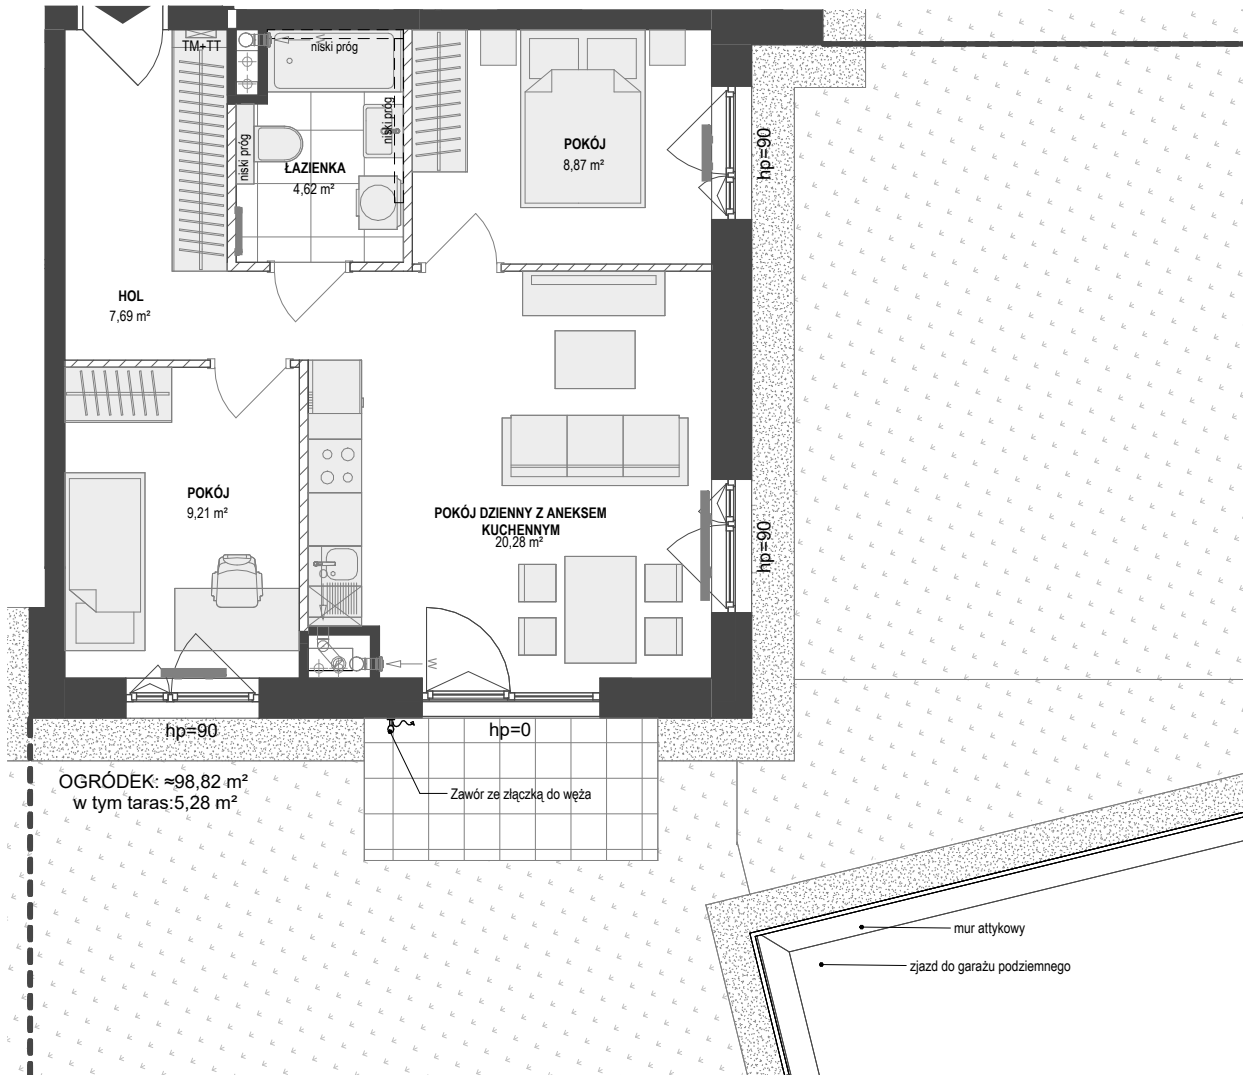 TM+TT
niski próg
niski próg
niski próg
ŁAZIENKA
4,62 m²
POKÓJ
8,87 m²
hp=90
HOL
7,69 m²
POKÓJ
9,21 m²
POKÓJ DZIENNY Z ANEKSEM
KUCHENNYM
20,28 m²
hp=90
W
W
hp=90
hp=0
OGRÓDEK: ≈98,82 m²
w tym taras:5,28 m²
Zawór ze złączką do węża
mur attykowy
zjazd do garażu podziemnego